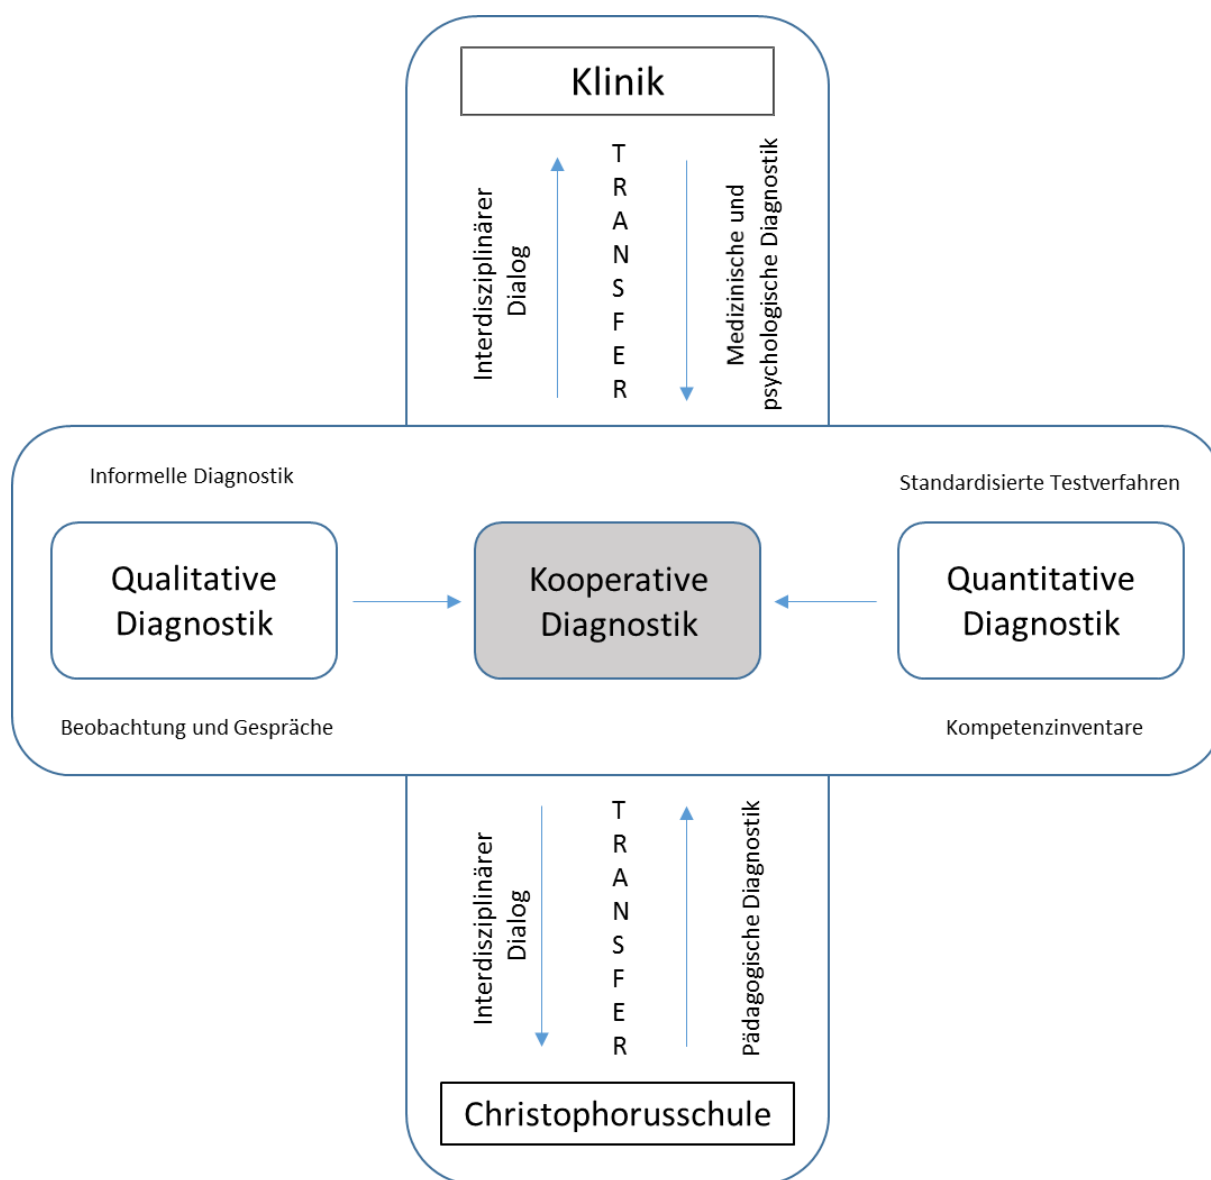 Klinik
Interdisziplinärer
Dialog
TRANSFER
Medizinische und
psychologische Diagnostik
Informelle Diagnostik
Standardisierte Testverfahren
Qualitative
Diagnostik
Kooperative
Diagnostik
Quantitative
Diagnostik
Beobachtung und Gespräche
Kompetenzinventare
Interdisziplinärer
Dialog
TRANSFER
Pädagogische Diagnostik
Christophorusschule